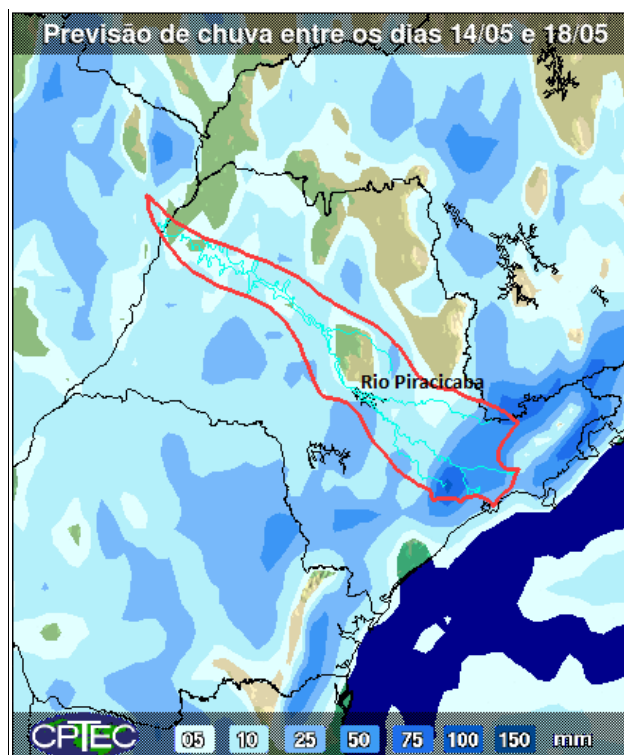 Previsão de chuva entre os dias 14/05 e 18/05
Rio Piracicaba
CPTEC 05 10 25 50 75 100 150 mm